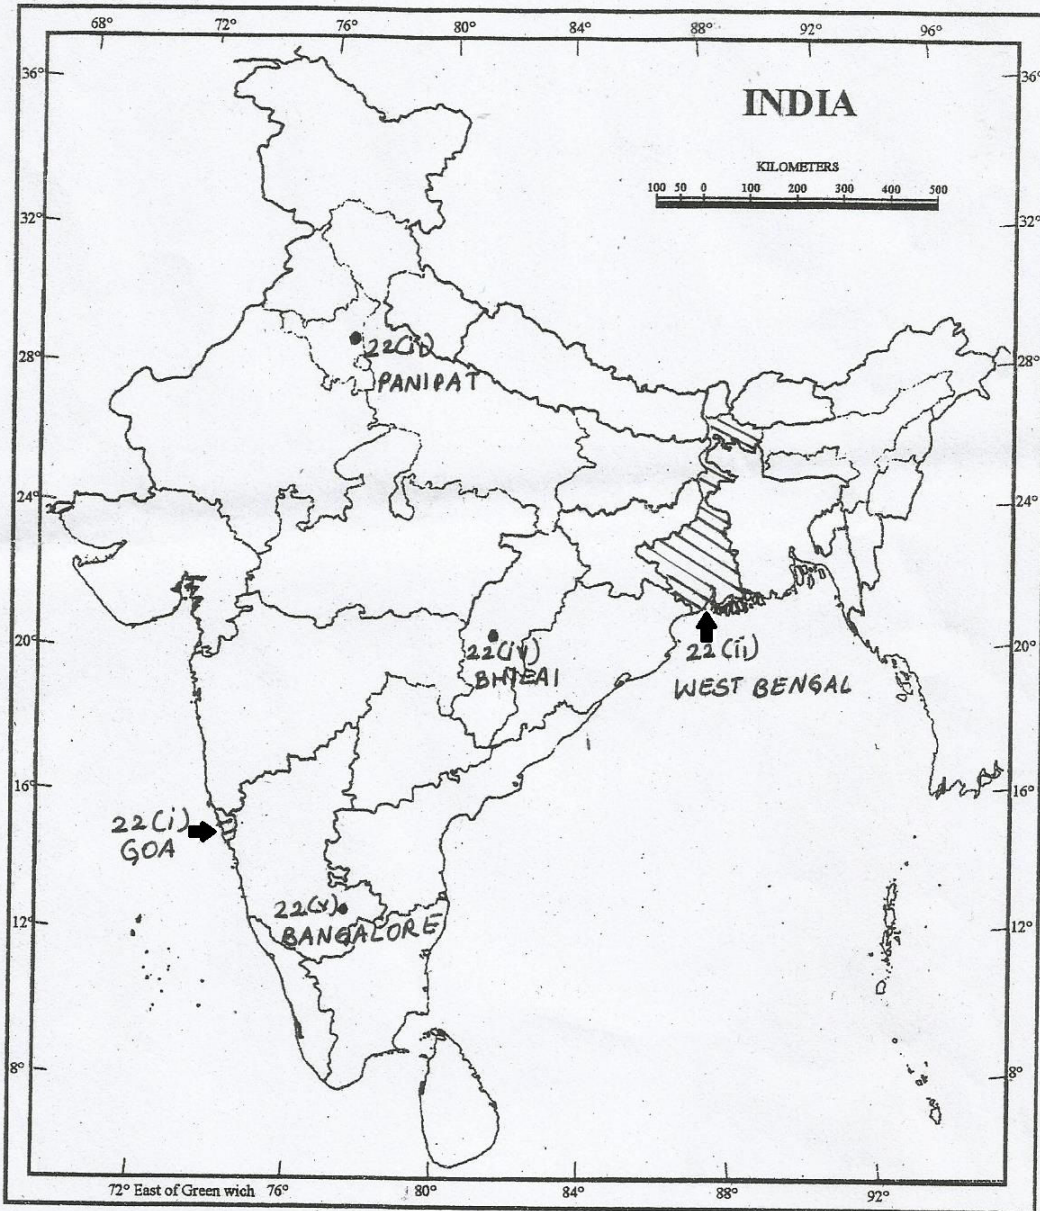 68° 72° 76° 80° 84° 88° 92° 96°
36° 36°
INDIA
KILOMETERS
100 50 0 100 200 300 400 500
32° 32°
28° 28°
22(iii)
PANIPAT
24° 24°
20° 20°
22(iv)
BHILAI
22(ii)
WEST BENGAL
16° 16°
22(i)
GOA
12° 12°
22(v)
BANGALORE
8° 8°
72° East of Green wich 76° 80° 84° 88° 92°